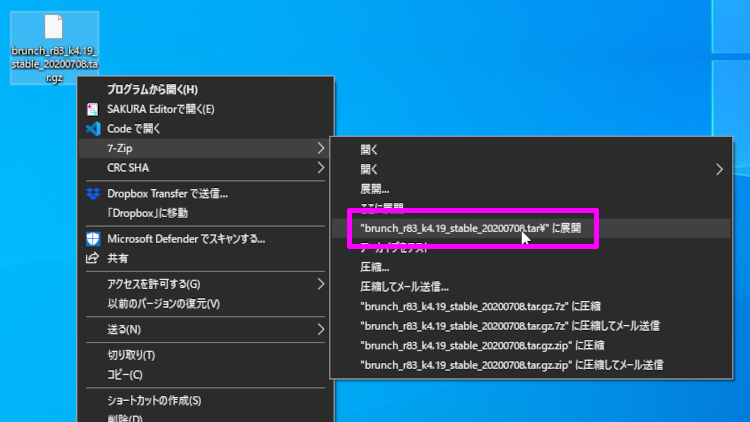 brunch_r83_k4.19_
stable_20200708.ta
r.gz
プログラムから開く(H)
SAKURA Editorで開く(E)
Code で開く
7-Zip
CRC SHA
Dropbox Transfer で送信...
「Dropbox」に移動
Microsoft Defender でスキャンする...
共有
アクセスを許可する(G)
以前のバージョンの復元(V)
送る(N)
切り取り(T)
コピー(C)
ショートカットの作成(S)
削除(D)
開く
開く
展開...
ここに展開
"brunch_r83_k4.19_stable_20200708.tar¥" に展開
アーカイブをテスト
圧縮...
圧縮してメール送信...
"brunch_r83_k4.19_stable_20200708.tar.gz.7z" に圧縮
"brunch_r83_k4.19_stable_20200708.tar.gz.7z" に圧縮してメール送信
"brunch_r83_k4.19_stable_20200708.tar.gz.zip" に圧縮
"brunch_r83_k4.19_stable_20200708.tar.gz.zip" に圧縮してメール送信